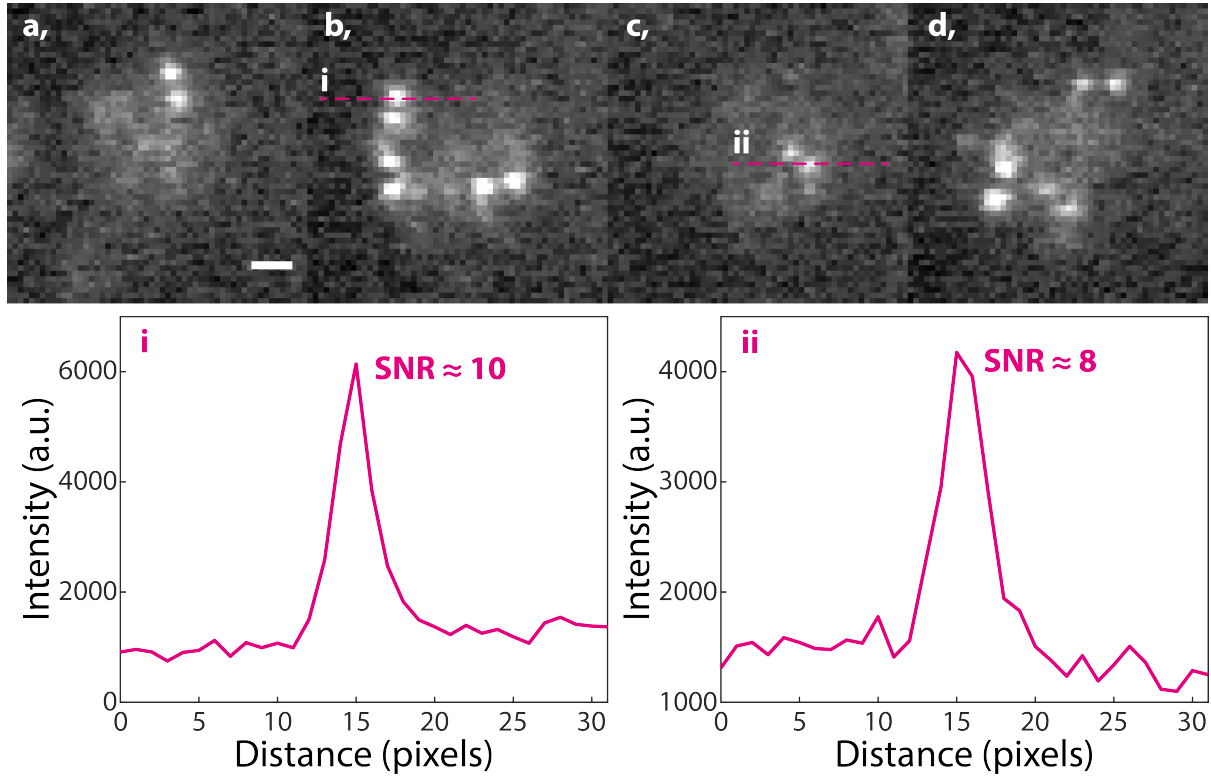 a,
b,
c,
d,
i
ii
i
SNR ≈ 10
6000
4000
2000
0
Intensity (a.u.)
0 5 10 15 20 25 30
Distance (pixels)
ii
SNR ≈ 8
4000
3000
2000
1000
Intensity (a.u.)
0 5 10 15 20 25 30
Distance (pixels)